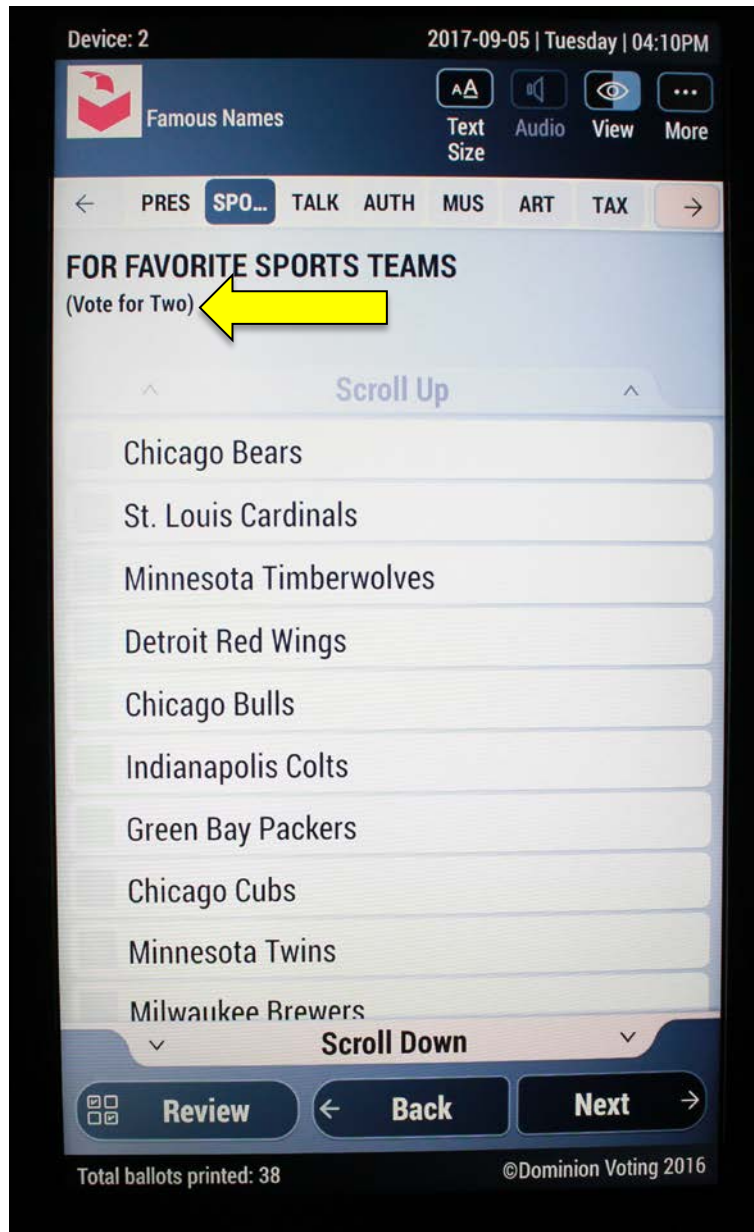 Device: 2 2017-09-05 | Tuesday | 04:10PM
Famous Names
AA Text Size Audio View More
PRES SPO... TALK AUTH MUS ART TAX
FOR FAVORITE SPORTS TEAMS
(Vote for Two)
Scroll Up
Chicago Bears
St. Louis Cardinals
Minnesota Timberwolves
Detroit Red Wings
Chicago Bulls
Indianapolis Colts
Green Bay Packers
Chicago Cubs
Minnesota Twins
Milwaukee Brewers
Scroll Down
Review Back Next
Total ballots printed: 38 ©Dominion Voting 2016